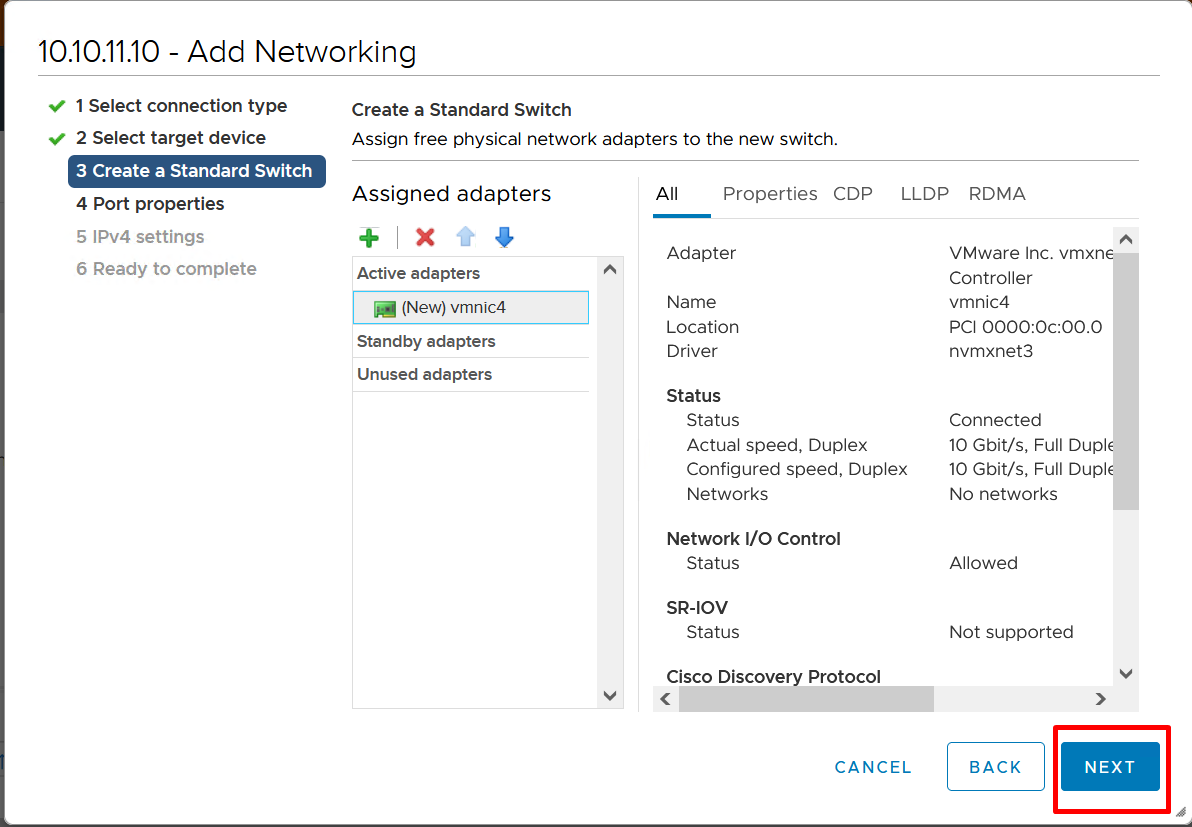 10.10.11.10 - Add Networking
1 Select connection type
2 Select target device
3 Create a Standard Switch
4 Port properties
5 IPv4 settings
6 Ready to complete
Create a Standard Switch
Assign free physical network adapters to the new switch.
Assigned adapters
Active adapters
(New) vmnic4
Standby adapters
Unused adapters
All Properties CDP LLDP RDMA
Adapter VMware Inc. vmxne
Controller
Name vmnic4
Location PCI 0000:0c:00.0
Driver nvmxnet3
Status
Status Connected
Actual speed, Duplex 10 Gbit/s, Full Duple
Configured speed, Duplex 10 Gbit/s, Full Duple
Networks No networks
Network I/O Control
Status Allowed
SR-IOV
Status Not supported
Cisco Discovery Protocol
CANCEL BACK NEXT